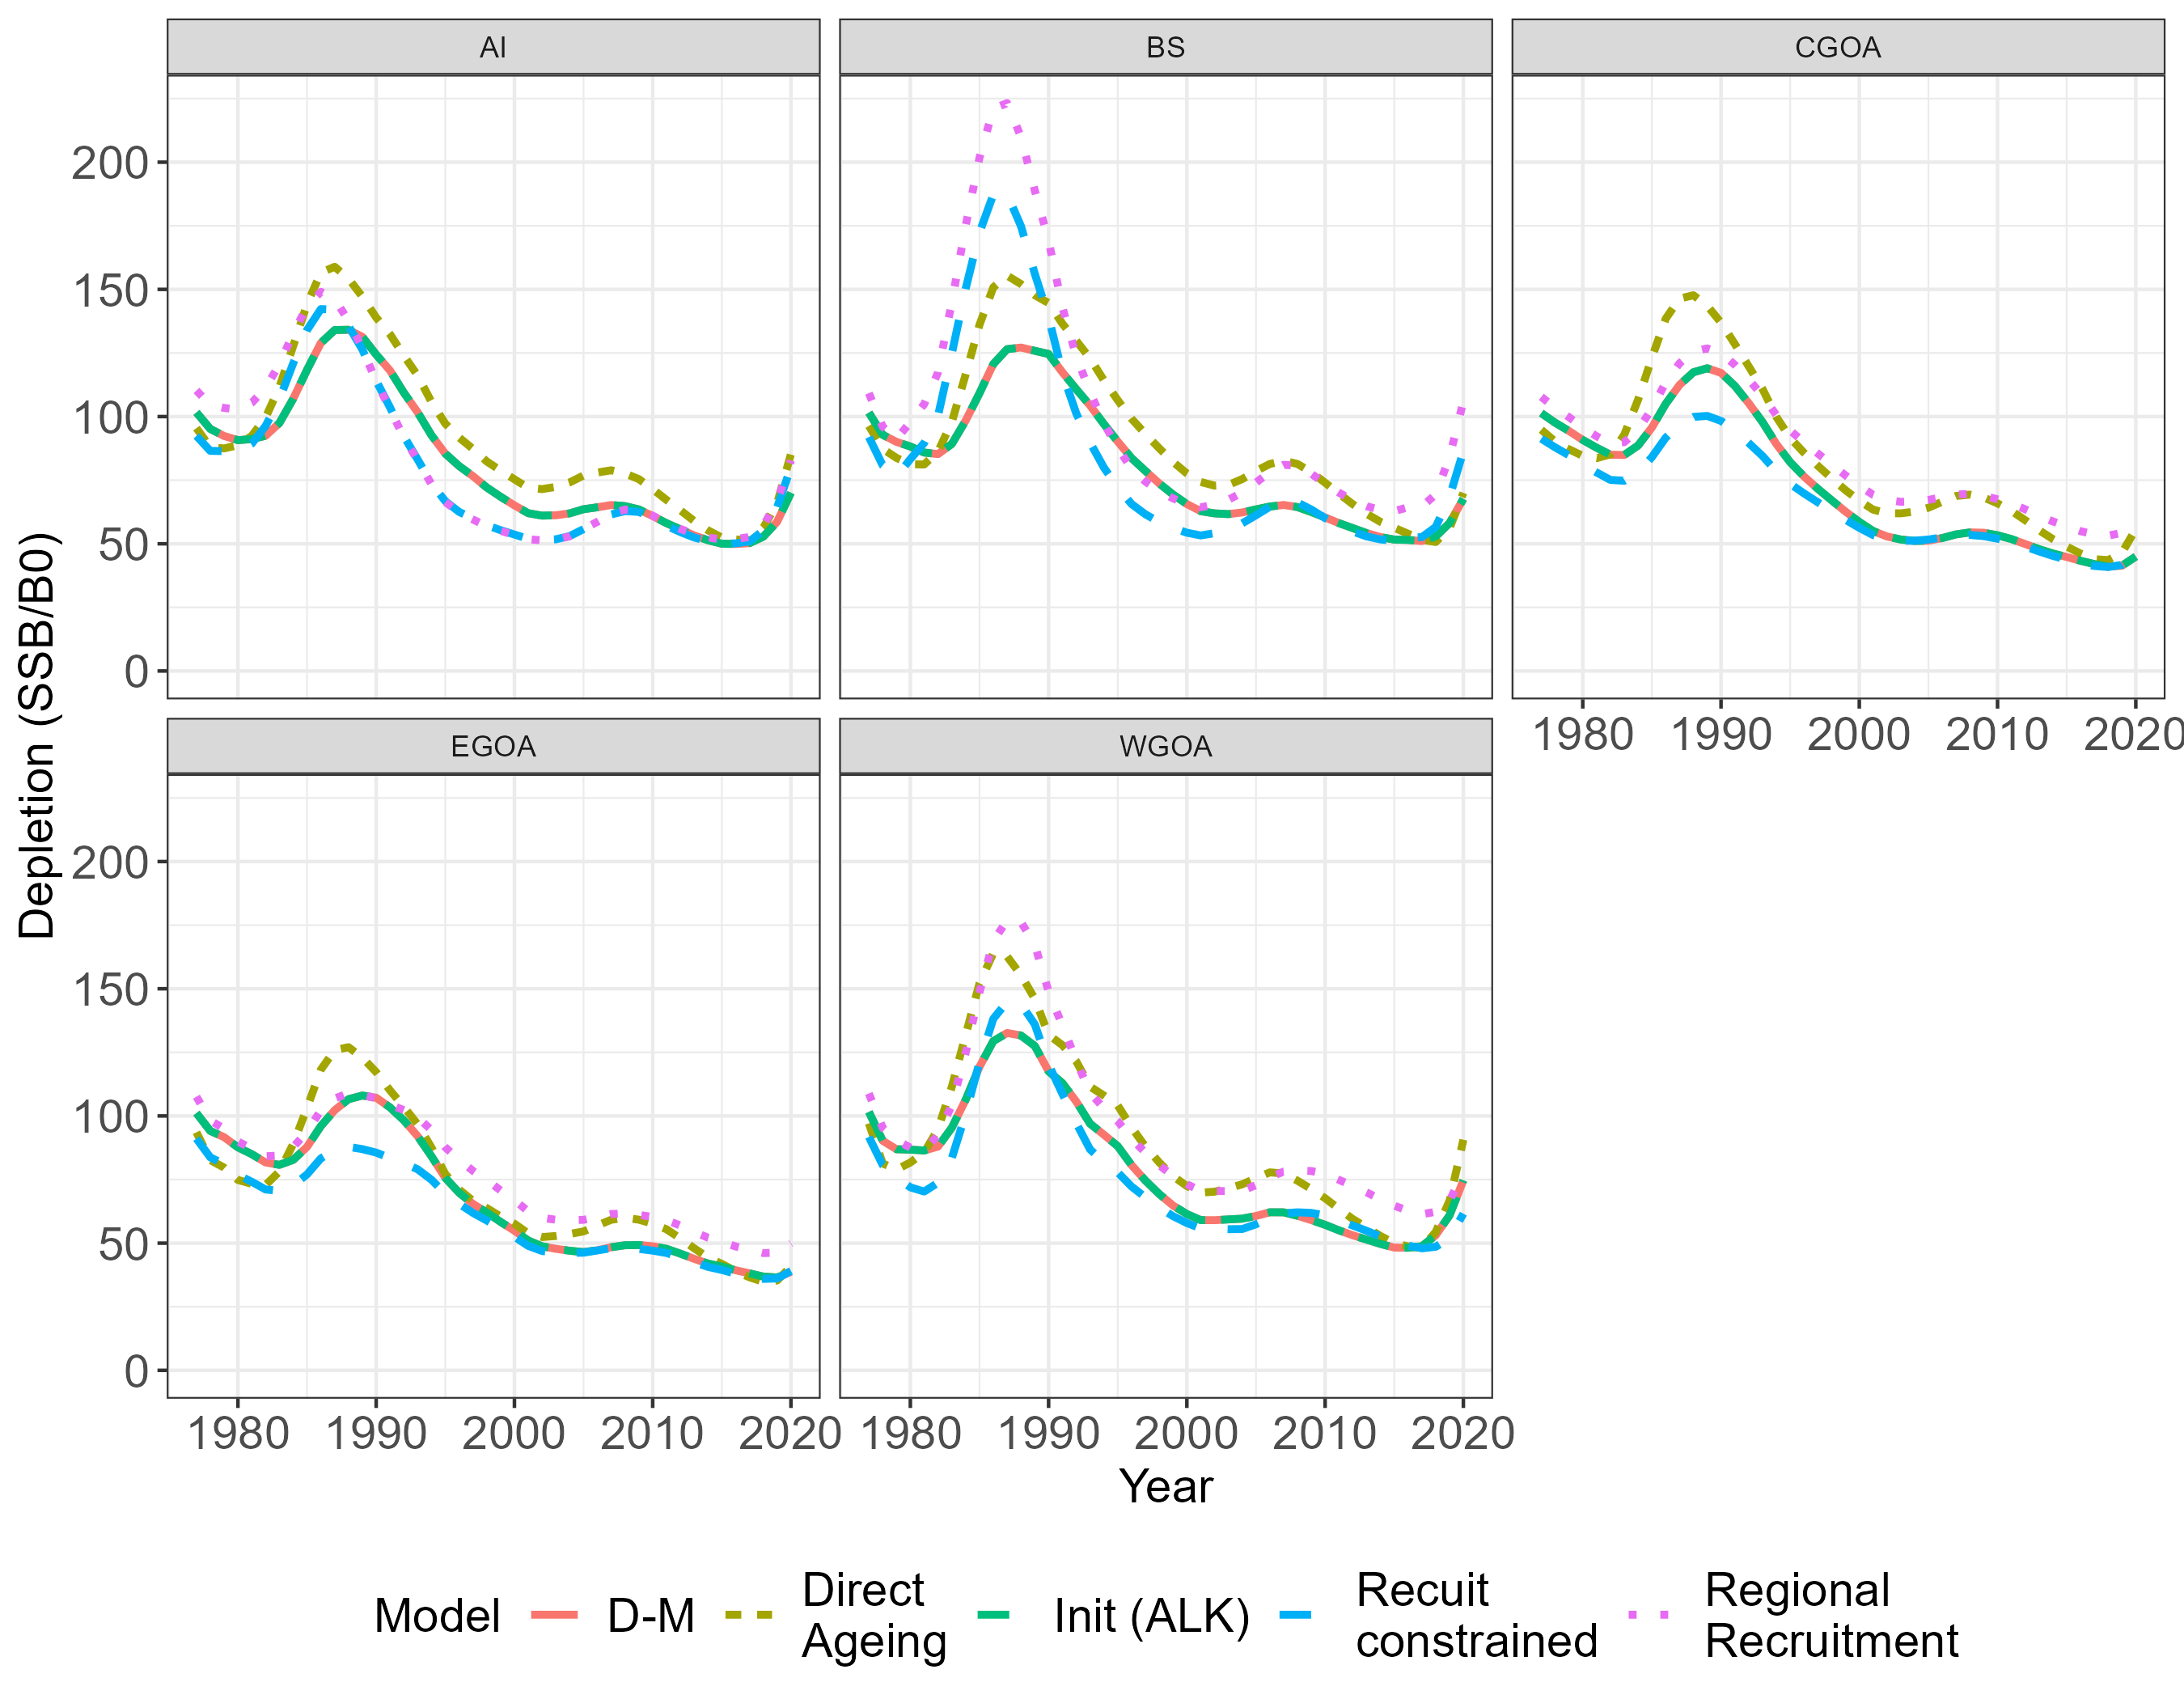 AI
BS
CGOA
200
150
100
50
0
1980 1990 2000 2010 2020
EGOA
WGOA
200
150
100
50
0
1980 1990 2000 2010 2020
1980 1990 2000 2010 2020
Depletion (SSB/B0)
Year
Model
D-M
Direct
Ageing
Init (ALK)
Recuit
constrained
Regional
Recruitment